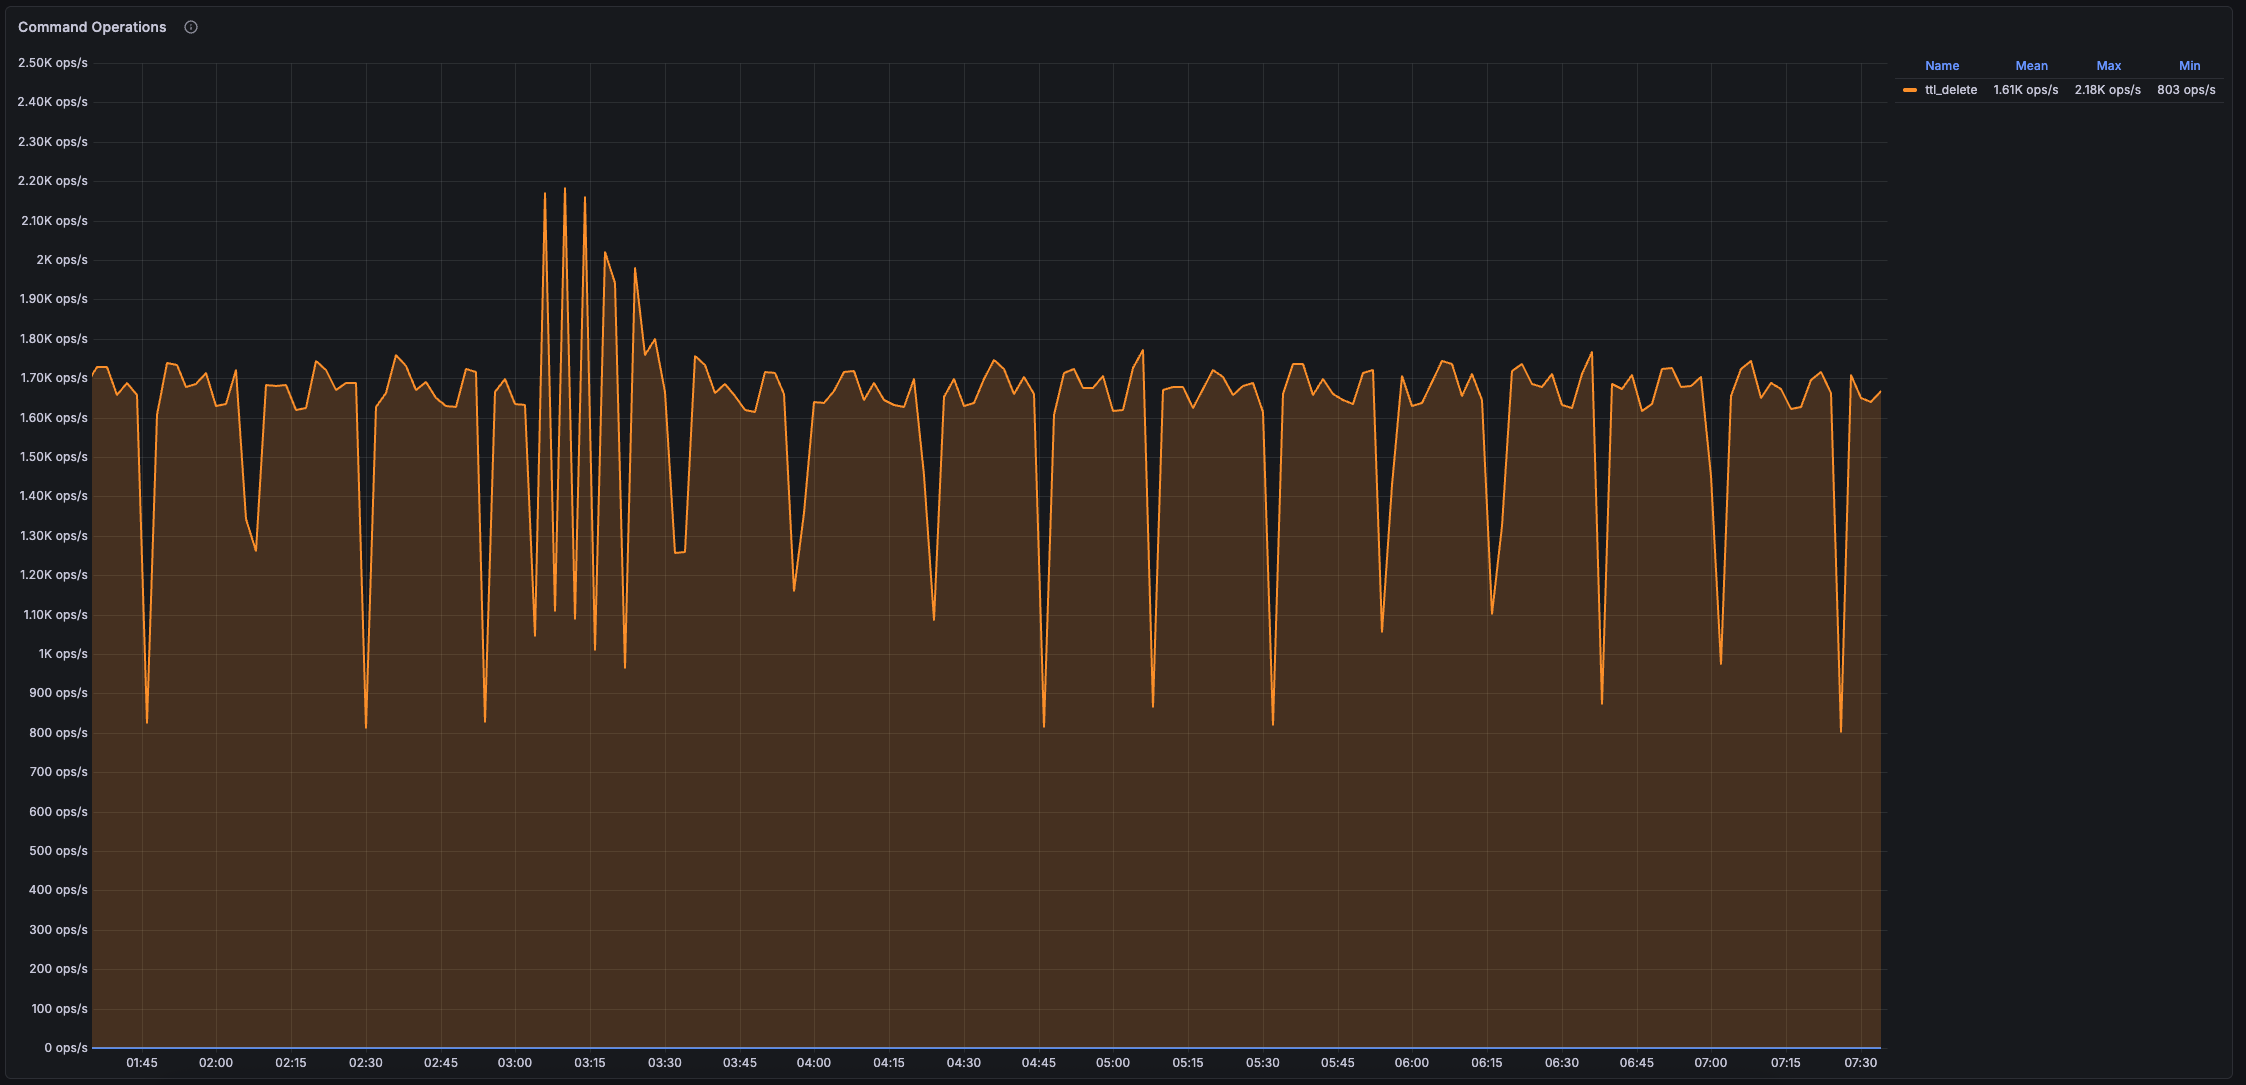 Command Operations
2.50K ops/s
2.40K ops/s
2.30K ops/s
2.20K ops/s
2.10K ops/s
2K ops/s
1.90K ops/s
1.80K ops/s
1.70K ops/s
1.60K ops/s
1.50K ops/s
1.40K ops/s
1.30K ops/s
1.20K ops/s
1.10K ops/s
1K ops/s
900 ops/s
800 ops/s
700 ops/s
600 ops/s
500 ops/s
400 ops/s
300 ops/s
200 ops/s
100 ops/s
0 ops/s
01:45 02:00 02:15 02:30 02:45 03:00 03:15 03:30 03:45 04:00 04:15 04:30 04:45 05:00 05:15 05:30 05:45 06:00 06:15 06:30 06:45 07:00 07:15 07:30
Name Mean Max Min
ttl_delete 1.61K ops/s 2.18K ops/s 803 ops/s